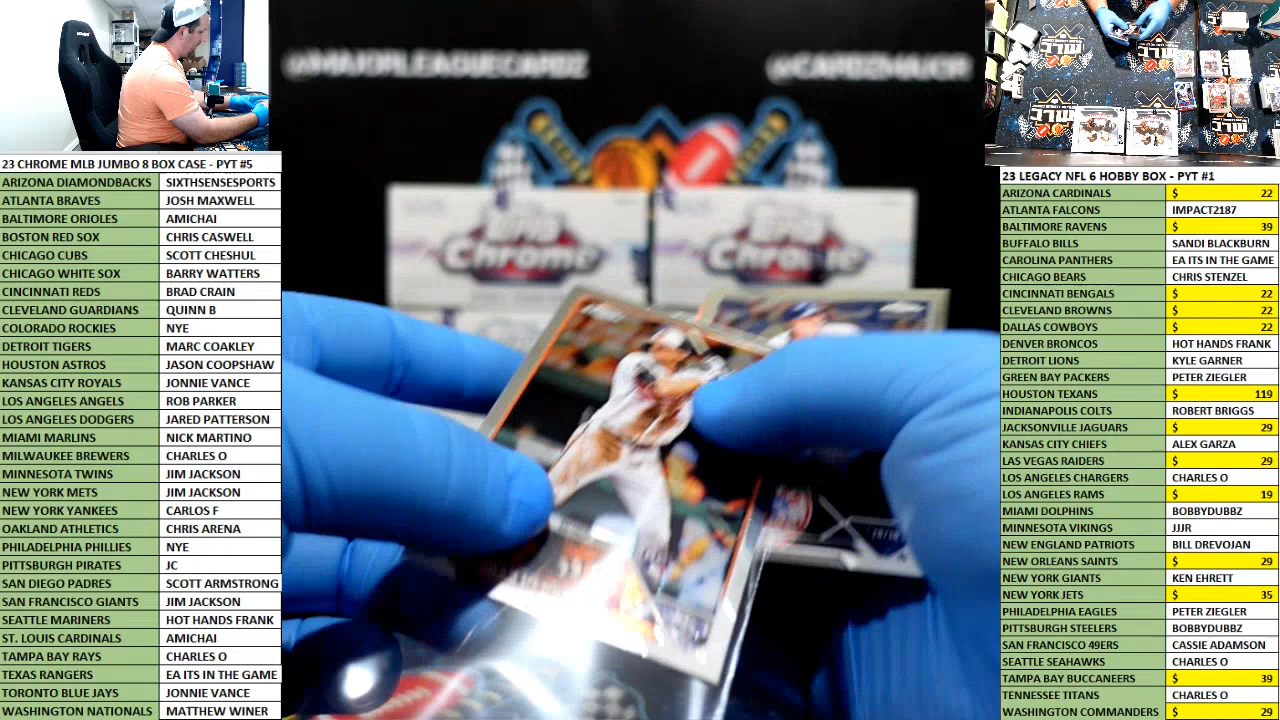 @MAYOPLEASECARDZ
@CARDZMAJOR
Topps Chrome
Topps Chrome
23 CHROME MLB JUMBO 8 BOX CASE - PYT #5
ARIZONA DIAMONDBACKS SIXTHSENSESPORTS
ATLANTA BRAVES JOSH MAXWELL
BALTIMORE ORIOLES AMICHAI
BOSTON RED SOX CHRIS CASWELL
CHICAGO CUBS SCOTT CHESHUL
CHICAGO WHITE SOX BARRY WATTERS
CINCINNATI REDS BRAD CRAIN
CLEVELAND GUARDIANS QUINN B
COLORADO ROCKIES NYE
DETROIT TIGERS MARC COAKLEY
HOUSTON ASTROS JASON COOPSHAW
KANSAS CITY ROYALS JONNIE VANCE
LOS ANGELES ANGELS ROB PARKER
LOS ANGELES DODGERS JARED PATTERSON
MIAMI MARLINS NICK MARTINO
MILWAUKEE BREWERS CHARLES O
MINNESOTA TWINS JIM JACKSON
NEW YORK METS JIM JACKSON
NEW YORK YANKEES CARLOS F
OAKLAND ATHLETICS CHRIS ARENA
PHILADELPHIA PHILLIES NYE
PITTSBURGH PIRATES JC
SAN DIEGO PADRES SCOTT ARMSTRONG
SAN FRANCISCO GIANTS JIM JACKSON
SEATTLE MARINERS HOT HANDS FRANK
ST. LOUIS CARDINALS AMICHAI
TAMPA BAY RAYS CHARLES O
TEXAS RANGERS EA ITS IN THE GAME
TORONTO BLUE JAYS JONNIE VANCE
WASHINGTON NATIONALS MATTHEW WINER
23 LEGACY NFL 6 HOBBY BOX - PYT #1
ARIZONA CARDINALS $ 22
ATLANTA FALCONS IMPACT2187
BALTIMORE RAVENS $ 39
BUFFALO BILLS SANDI BLACKBURN
CAROLINA PANTHERS EA ITS IN THE GAME
CHICAGO BEARS CHRIS STENZEL
CINCINNATI BENGALS $ 22
CLEVELAND BROWNS $ 22
DALLAS COWBOYS $ 22
DENVER BRONCOS HOT HANDS FRANK
DETROIT LIONS KYLE GARNER
GREEN BAY PACKERS PETER ZIEGLER
HOUSTON TEXANS $ 119
INDIANAPOLIS COLTS ROBERT BRIGGS
JACKSONVILLE JAGUARS $ 29
KANSAS CITY CHIEFS ALEX GARZA
LAS VEGAS RAIDERS $ 29
LOS ANGELES CHARGERS CHARLES O
LOS ANGELES RAMS $ 19
MIAMI DOLPHINS BOBBYDUBBZ
MINNESOTA VIKINGS JJJR
NEW ENGLAND PATRIOTS BILL DREVOJAN
NEW ORLEANS SAINTS $ 29
NEW YORK GIANTS KEN EHRETT
NEW YORK JETS $ 35
PHILADELPHIA EAGLES PETER ZIEGLER
PITTSBURGH STEELERS BOBBYDUBBZ
SAN FRANCISCO 49ERS CASSIE ADAMSON
SEATTLE SEAHAWKS CHARLES O
TAMPA BAY BUCCANEERS $ 39
TENNESSEE TITANS CHARLES O
WASHINGTON COMMANDERS $ 29